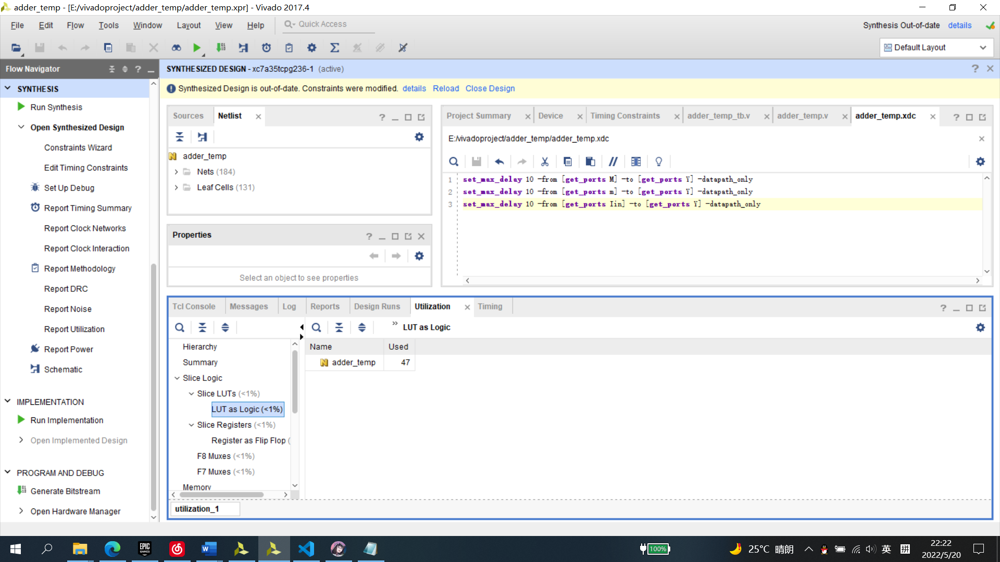 adder_temp - [E:/vivadoproject/adder_temp/adder_temp.xpr] - Vivado 2017.4
File Edit Flow Tools Window Layout View Help Quick Access
Synthesis Out-of-date details
Default Layout
Flow Navigator
SYNTHESIZED DESIGN - xc7a35tcpg236-1 (active)
Synthesized Design is out-of-date. Constraints were modified. details Reload Close Design
SYNTHESIS
Run Synthesis
Open Synthesized Design
Constraints Wizard
Edit Timing Constraints
Set Up Debug
Report Timing Summary
Report Clock Networks
Report Clock Interaction
Report Methodology
Report DRC
Report Noise
Report Utilization
Report Power
Schematic
IMPLEMENTATION
Run Implementation
Open Implemented Design
PROGRAM AND DEBUG
Generate Bitstream
Open Hardware Manager
Sources Netlist
adder_temp
Nets (184)
Leaf Cells (131)
Properties
Select an object to see properties
Project Summary Device Timing Constraints adder_temp_tb.v adder_temp.v adder_temp.xdc
E:/vivadoproject/adder_temp/adder_temp.xdc
1 set_max_delay 10 -from [get_ports M] -to [get_ports Y] -datapath_only
2 set_max_delay 10 -from [get_ports m] -to [get_ports Y] -datapath_only
3 set_max_delay 10 -from [get_ports Iin] -to [get_ports Y] -datapath_only
Tcl Console Messages Log Reports Design Runs Utilization Timing
LUT as Logic
Hierarchy
Summary
Slice Logic
Slice LUTs (<1%)
LUT as Logic (<1%)
Slice Registers (<1%)
Register as Flip Flop (
F8 Muxes (<1%)
F7 Muxes (<1%)
Memory
Name Used
adder_temp 47
utilization_1
EPIC GAMES
100%
25°C 晴朗
英
拼
22:22
2022/5/20